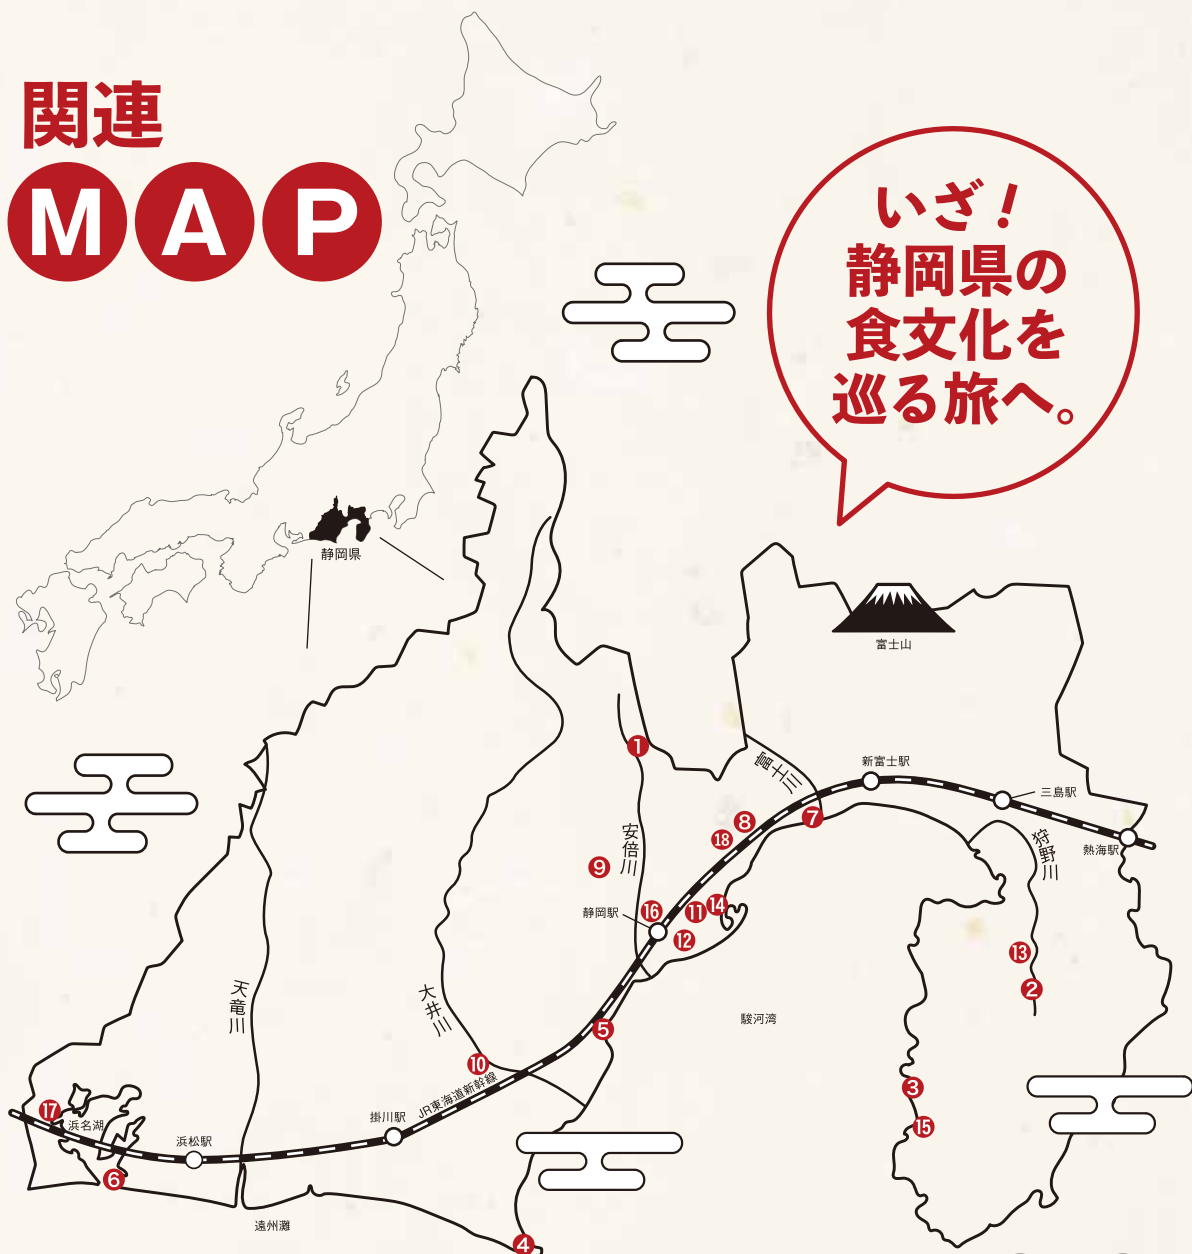 関連
MAP
いざ!
静岡県の
食文化を
巡る旅へ。
静岡県
富士山
富士川
新富士駅
三島駅
熱海駅
狩野川
安倍川
静岡駅
駿河湾
大井川
天竜川
JR東海道新幹線
掛川駅
浜松駅
浜名湖
遠州灘
1
8
18
7
9
16
11
14
12
13
2
5
10
3
15
17
6
4